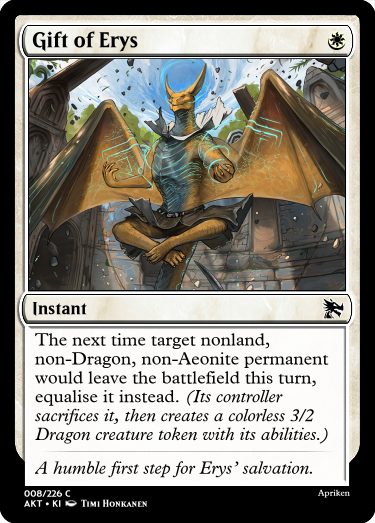 Gift of Erys
Instant
The next time target nonland,
non-Dragon, non-Aeonite permanent
would leave the battlefield this turn,
equalise it instead. (Its controller
sacrifices it, then creates a colorless 3/2
Dragon creature token with its abilities.)
A humble first step for Erys’ salvation.
008/226 C
Apriken
AKT • KI Timi Honkanen